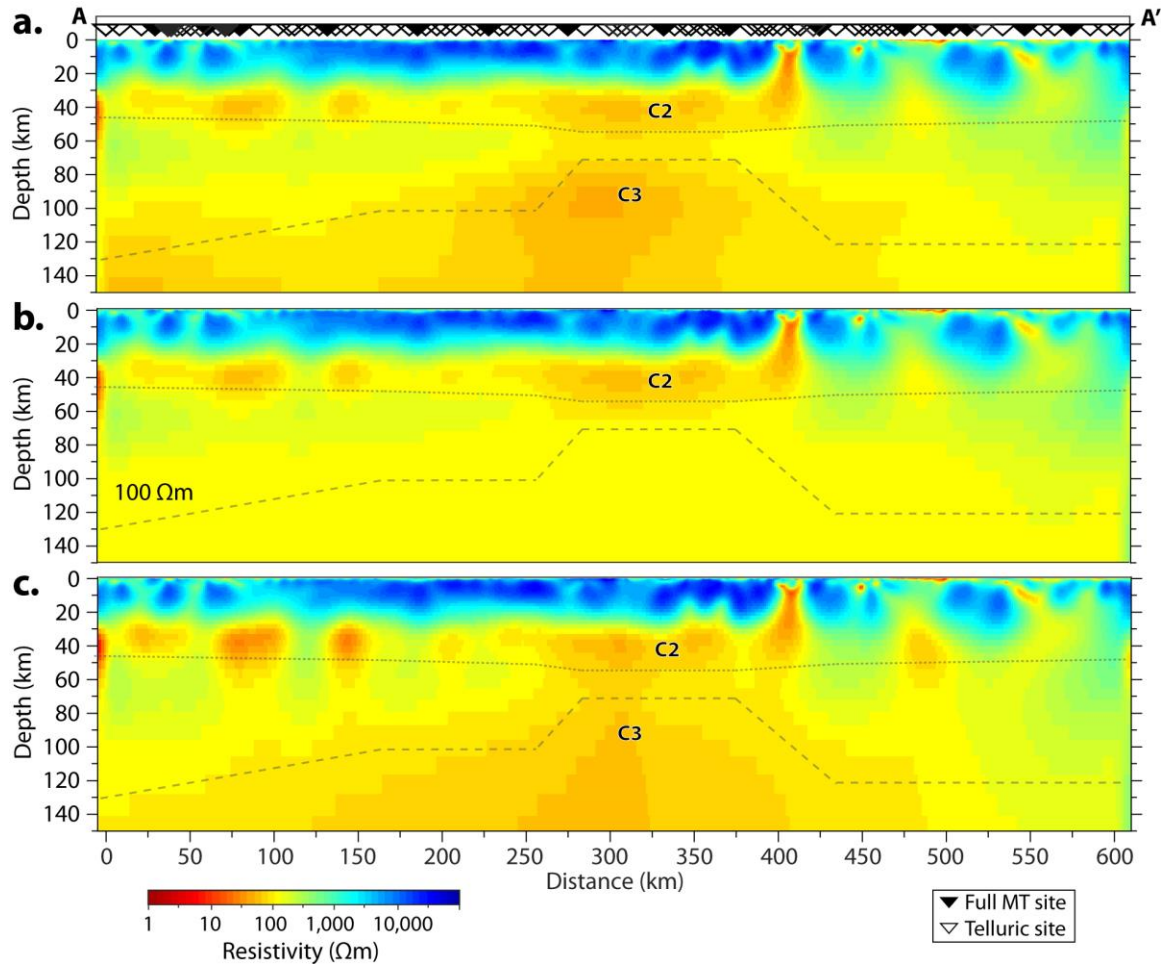 a.
A
A’
0
20
40
60
80
100
120
140
Depth (km)
C2
C3
b.
0
20
40
60
80
100
120
140
Depth (km)
C2
100 Ωm
c.
0
20
40
60
80
100
120
140
Depth (km)
C2
C3
0 50 100 150 200 250 300 350 400 450 500 550 600
Distance (km)
1 10 100 1,000 10,000
Resistivity (Ωm)
Full MT site
Telluric site